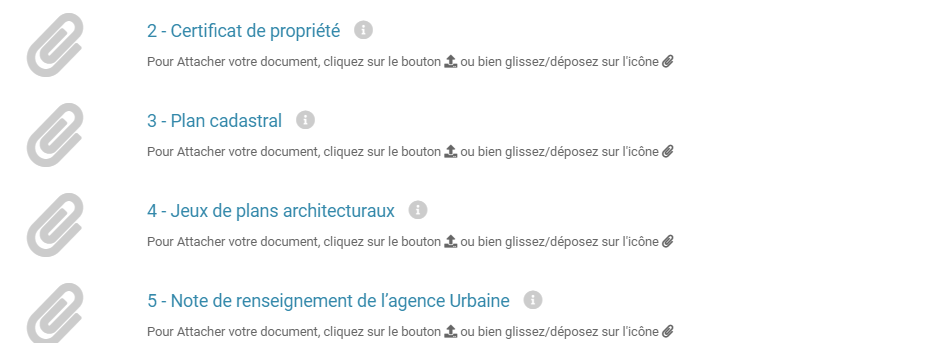 2 - Certificat de propriété
Pour Attacher votre document, cliquez sur le bouton ou bien glissez/déposez sur l'icône
3 - Plan cadastral
Pour Attacher votre document, cliquez sur le bouton ou bien glissez/déposez sur l'icône
4 - Jeux de plans architecturaux
Pour Attacher votre document, cliquez sur le bouton ou bien glissez/déposez sur l'icône
5 - Note de renseignement de l’agence Urbaine
Pour Attacher votre document, cliquez sur le bouton ou bien glissez/déposez sur l'icône